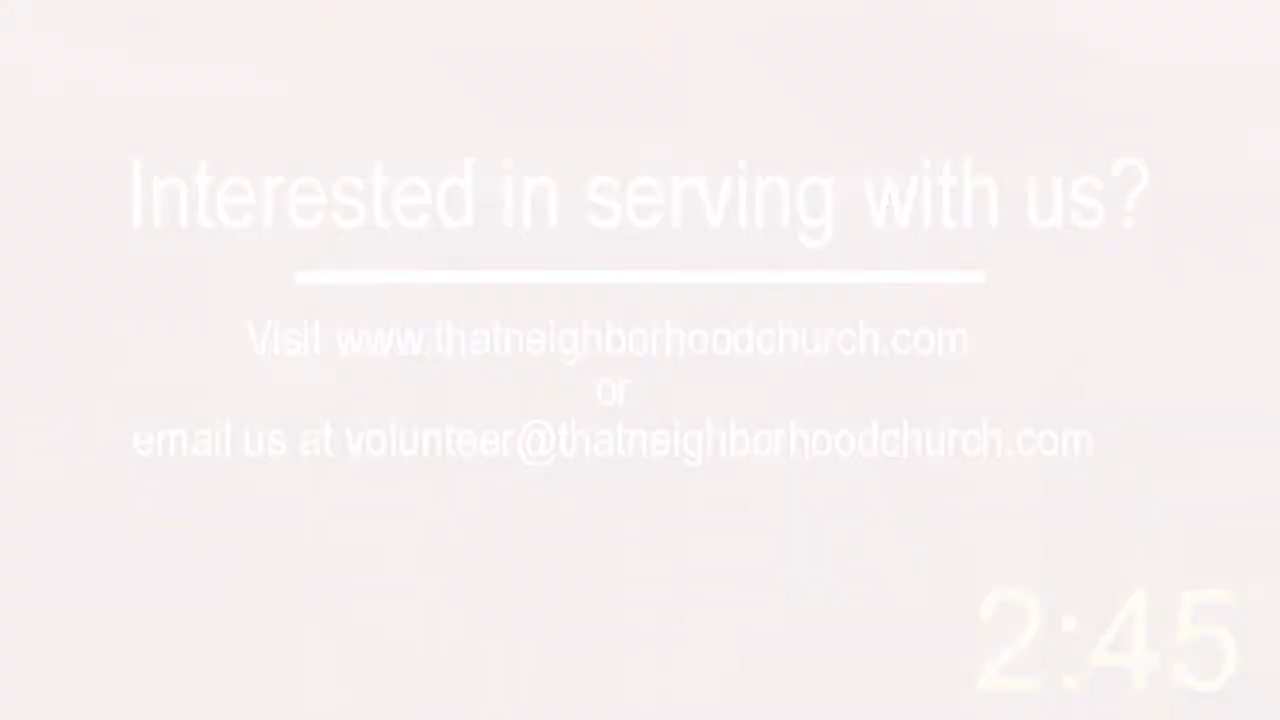 Interested in serving with us?
Visit www.thatneighborhoodchurch.com
or
email us at volunteer@thatneighborhoodchurch.com
2:45